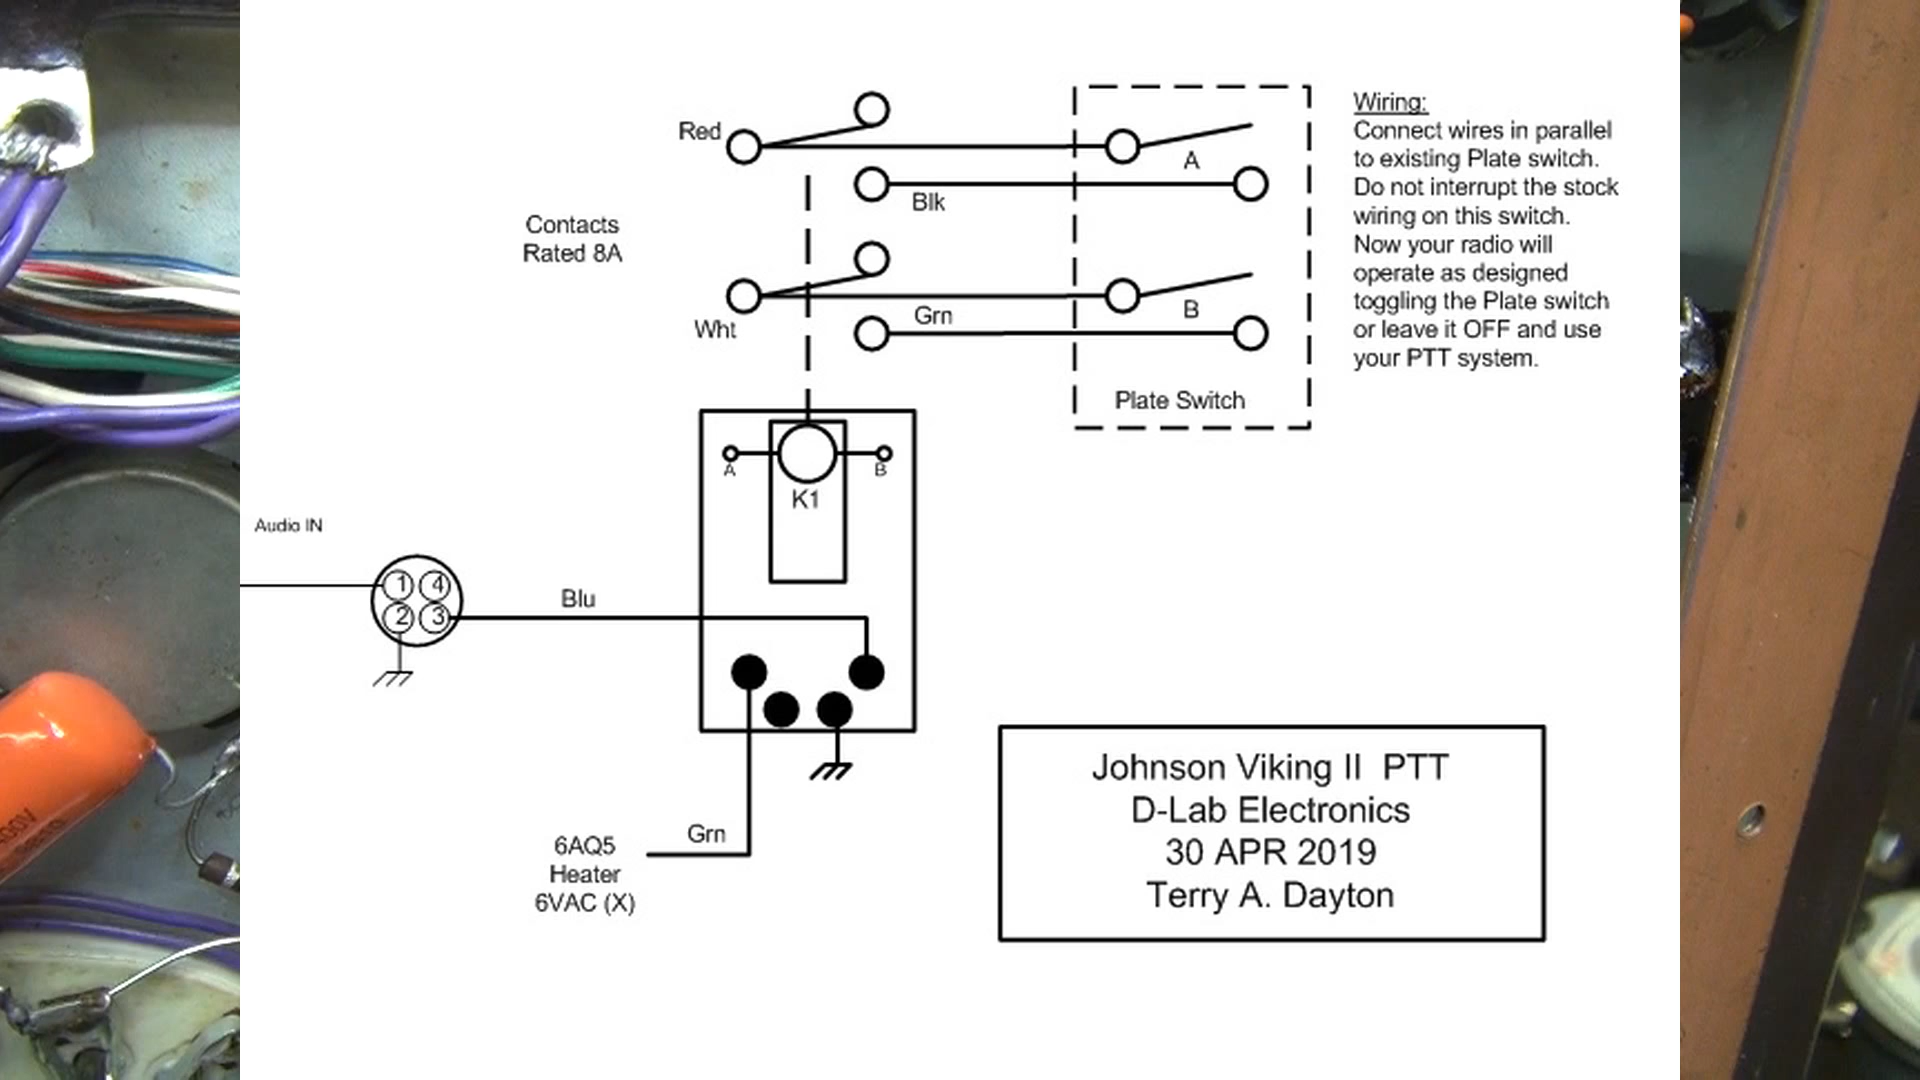 Red
Blk
Contacts
Rated 8A
Wht
Grn
A
B
Plate Switch
Wiring:
Connect wires in parallel
to existing Plate switch.
Do not interrupt the stock
wiring on this switch.
Now your radio will
operate as designed
toggling the Plate switch
or leave it OFF and use
your PTT system.
A
B
K1
Audio IN
1
4
2
3
Blu
Grn
6AQ5
Heater
6VAC (X)
Johnson Viking II PTT
D-Lab Electronics
30 APR 2019
Terry A. Dayton